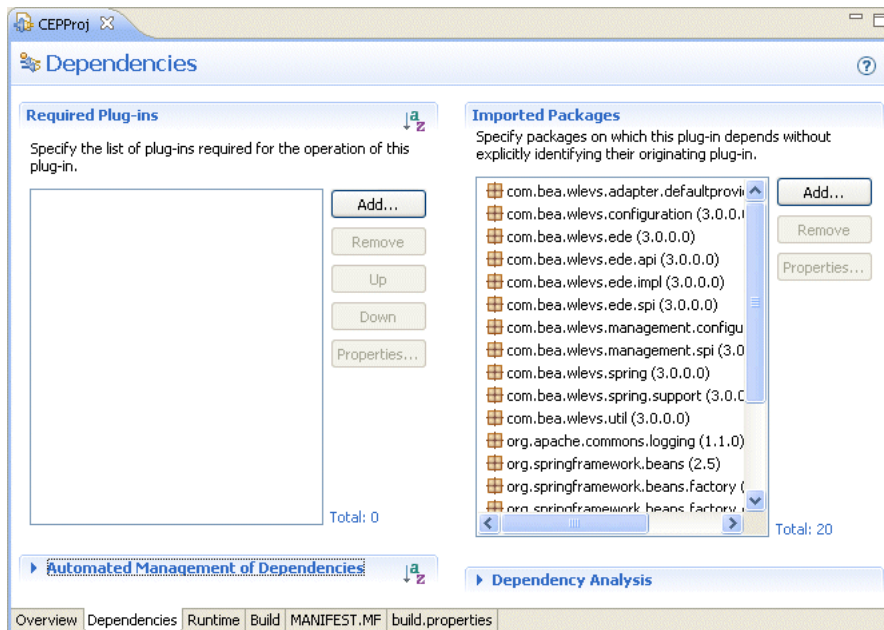 CEPProj
Dependencies
Required Plug-ins
Specify the list of plug-ins required for the operation of this
plug-in.
Add...
Remove
Up
Down
Properties...
Total: 0
Automated Management of Dependencies
Imported Packages
Specify packages on which this plug-in depends without
explicitly identifying their originating plug-in.
com.bea.wlevs.adapter.defaultprovi
com.bea.wlevs.configuration (3.0.0.
com.bea.wlevs.ede (3.0.0.0)
com.bea.wlevs.ede.api (3.0.0.0)
com.bea.wlevs.ede.impl (3.0.0.0)
com.bea.wlevs.ede.spi (3.0.0.0)
com.bea.wlevs.management.configu
com.bea.wlevs.management.spi (3.0
com.bea.wlevs.spring (3.0.0.0)
com.bea.wlevs.spring.support (3.0.0
com.bea.wlevs.util (3.0.0.0)
org.apache.commons.logging (1.1.0)
org.springframework.beans (2.5)
org.springframework.beans.factory (
org.springframework.beans.factory
Add...
Remove
Properties...
Total: 20
Dependency Analysis
Overview Dependencies Runtime Build MANIFEST.MF build.properties